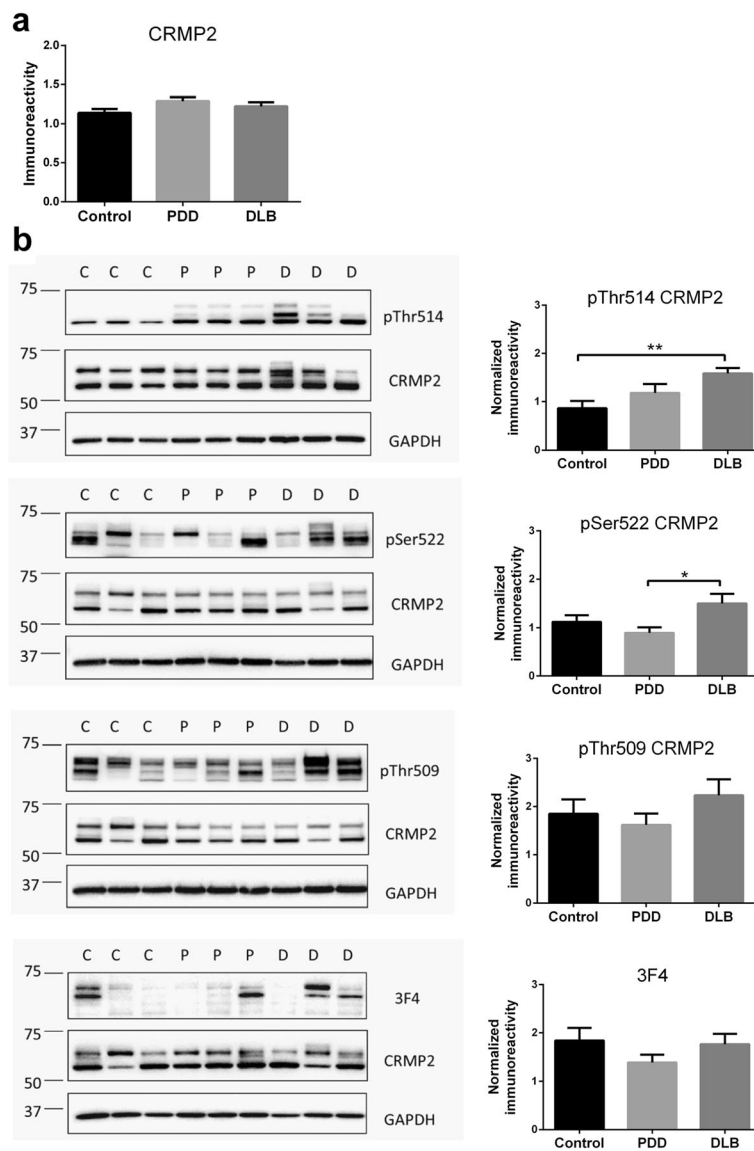 a
CRMP2
Immunoreactivity
2.0
1.5
1.0
0.5
0.0
Control PDD DLB
b
C C C P P P D D D
75
pThr514
75
CRMP2
50
37
GAPDH
pThr514 CRMP2
Normalized
immunoreactivity
3
2
1
0
**
Control PDD DLB
C C C P P P D D D
75
pSer522
75
CRMP2
50
37
GAPDH
pSer522 CRMP2
Normalized
immunoreactivity
3
2
1
0
*
Control PDD DLB
C C C P P P D D D
75
pThr509
75
CRMP2
50
37
GAPDH
pThr509 CRMP2
Normalized
immunoreactivity
3
2
1
0
Control PDD DLB
C C C P P P D D D
75
3F4
75
CRMP2
50
37
GAPDH
3F4
Normalized
immunoreactivity
3
2
1
0
Control PDD DLB